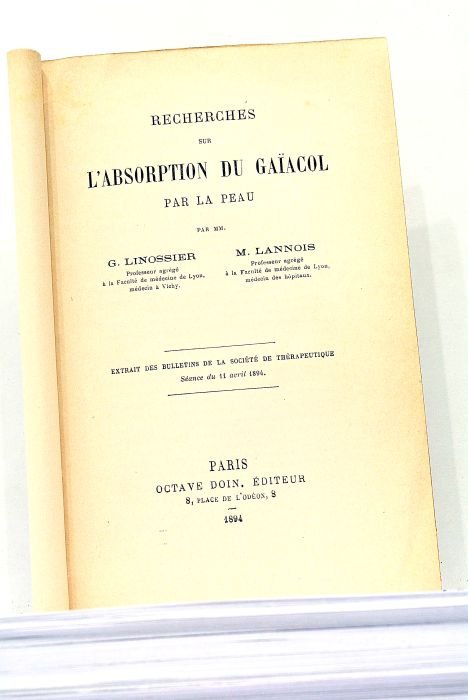 RECHERCHES
SUR
L'ABSORPTION DU GAÏACOL
PAR LA PEAU
PAR MM.
G. LINOSSIER
Professeur agrégé
à la Faculté de médecine de Lyon,
médecin à Vichy.
M. LANNOIS
Professeur agrégé
à la Faculté de médecine de Lyon,
médecin des hôpitaux.
EXTRAIT DES BULLETINS DE LA SOCIÉTÉ DE THÉRAPEUTIQUE
Séance du 11 avril 1894.
PARIS
OCTAVE DOIN, ÉDITEUR
8, PLACE DE L'ODÉON, 8
1894